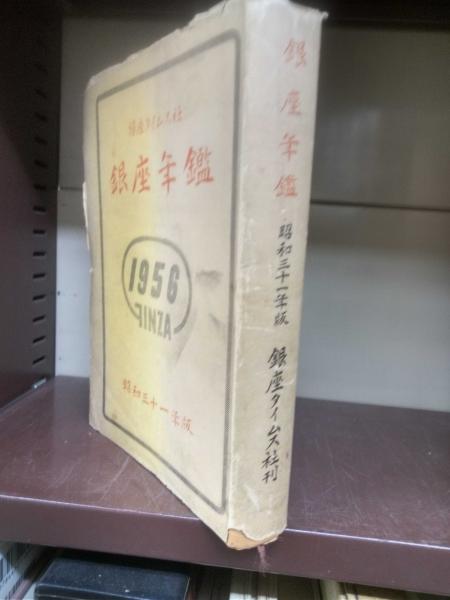 銀座タイムス社
銀座年鑑
1956
GINZA
昭和三十一年版
銀座年鑑
昭和三十一年版
銀座タイムス社刊